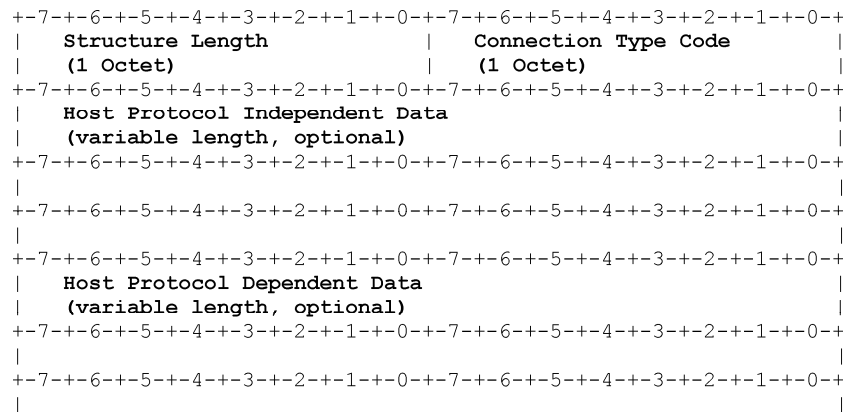 +-7-+-6-+-5-+-4-+-3-+-2-+-1-+-0-+-7-+-6-+-5-+-4-+-3-+-2-+-1-+-0-+
|   Structure Length            |   Connection Type Code        |
|   (1 Octet)                   |   (1 Octet)                   |
+-7-+-6-+-5-+-4-+-3-+-2-+-1-+-0-+-7-+-6-+-5-+-4-+-3-+-2-+-1-+-0-+
|   Host Protocol Independent Data                              |
|   (variable length, optional)                                 |
+-7-+-6-+-5-+-4-+-3-+-2-+-1-+-0-+-7-+-6-+-5-+-4-+-3-+-2-+-1-+-0-+
|                                                               |
+-7-+-6-+-5-+-4-+-3-+-2-+-1-+-0-+-7-+-6-+-5-+-4-+-3-+-2-+-1-+-0-+
|                                                               |
+-7-+-6-+-5-+-4-+-3-+-2-+-1-+-0-+-7-+-6-+-5-+-4-+-3-+-2-+-1-+-0-+
|   Host Protocol Dependent Data                                |
|   (variable length, optional)                                 |
+-7-+-6-+-5-+-4-+-3-+-2-+-1-+-0-+-7-+-6-+-5-+-4-+-3-+-2-+-1-+-0-+
|                                                               |
+-7-+-6-+-5-+-4-+-3-+-2-+-1-+-0-+-7-+-6-+-5-+-4-+-3-+-2-+-1-+-0-+
|                                                               |